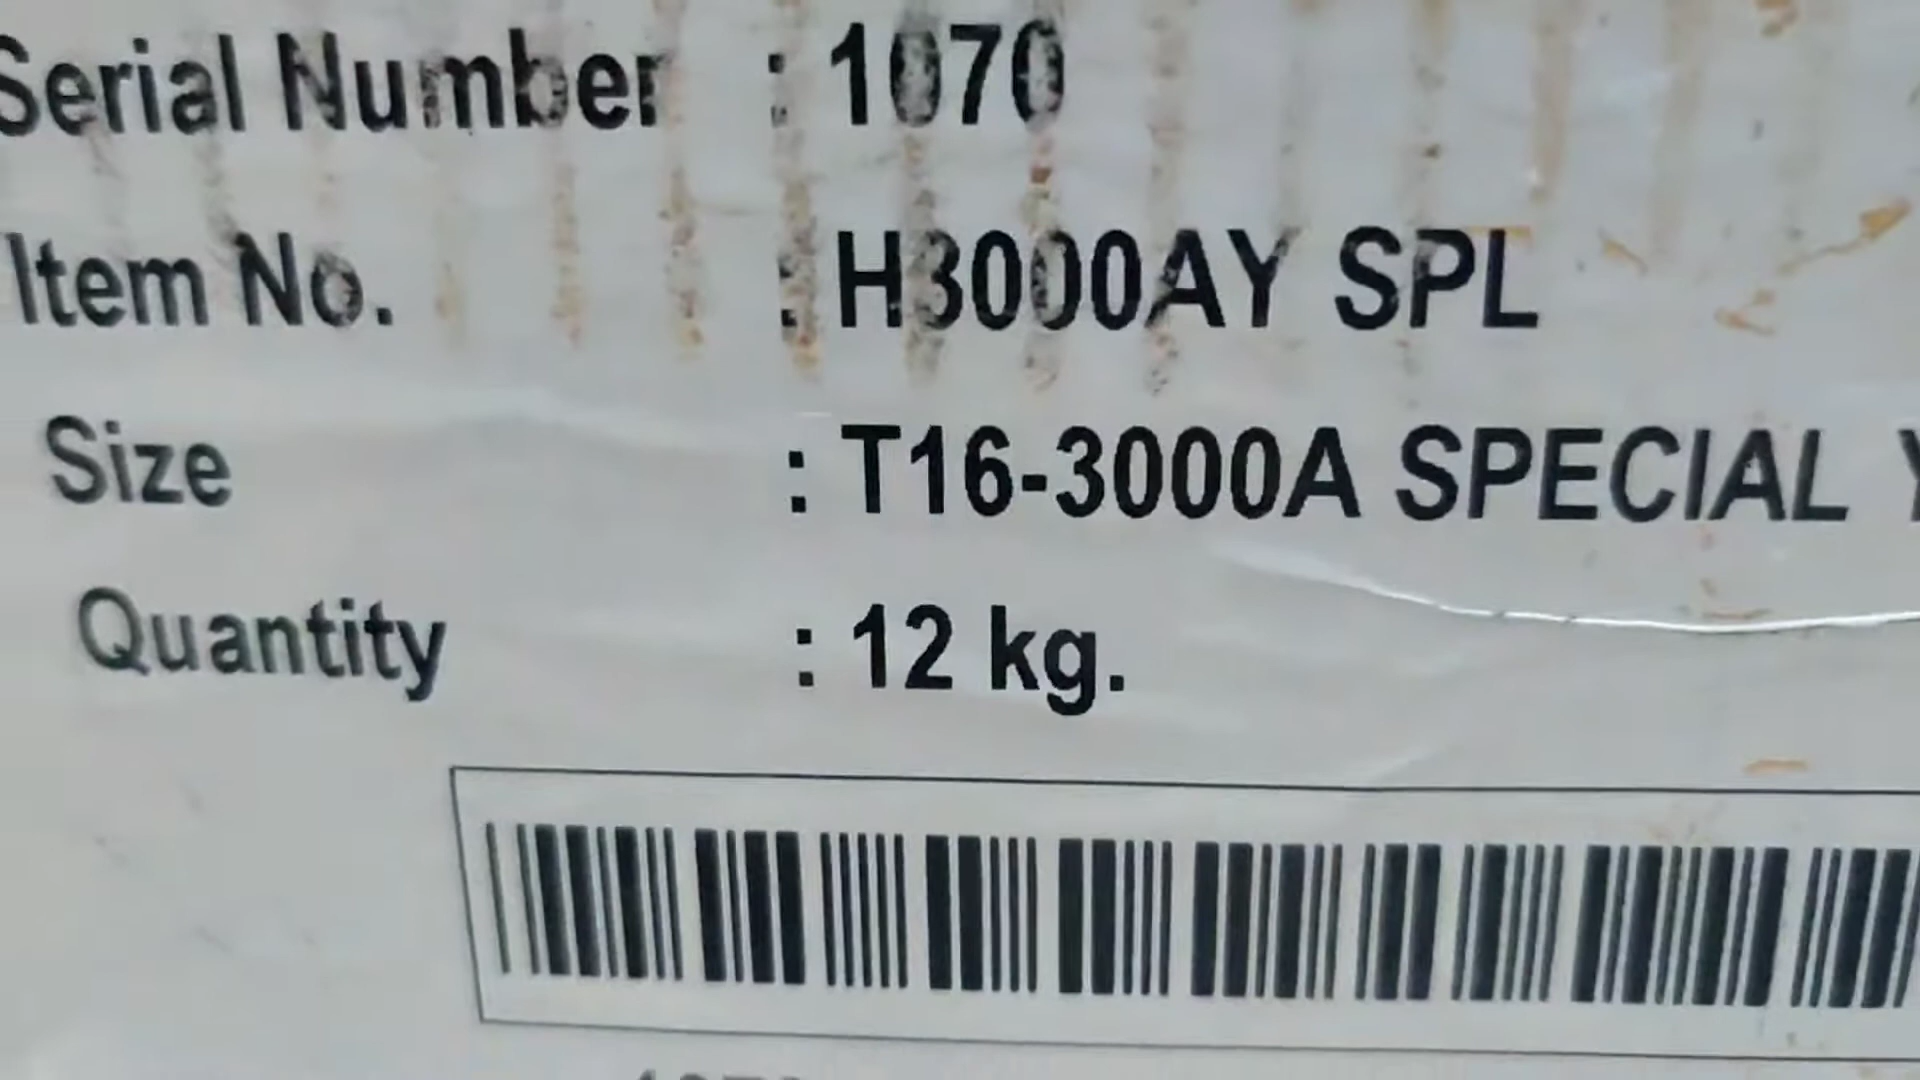 Serial Number : 1070
Item No. : H3000AY SPL
Size : T16-3000A SPECIAL
Quantity : 12 kg.